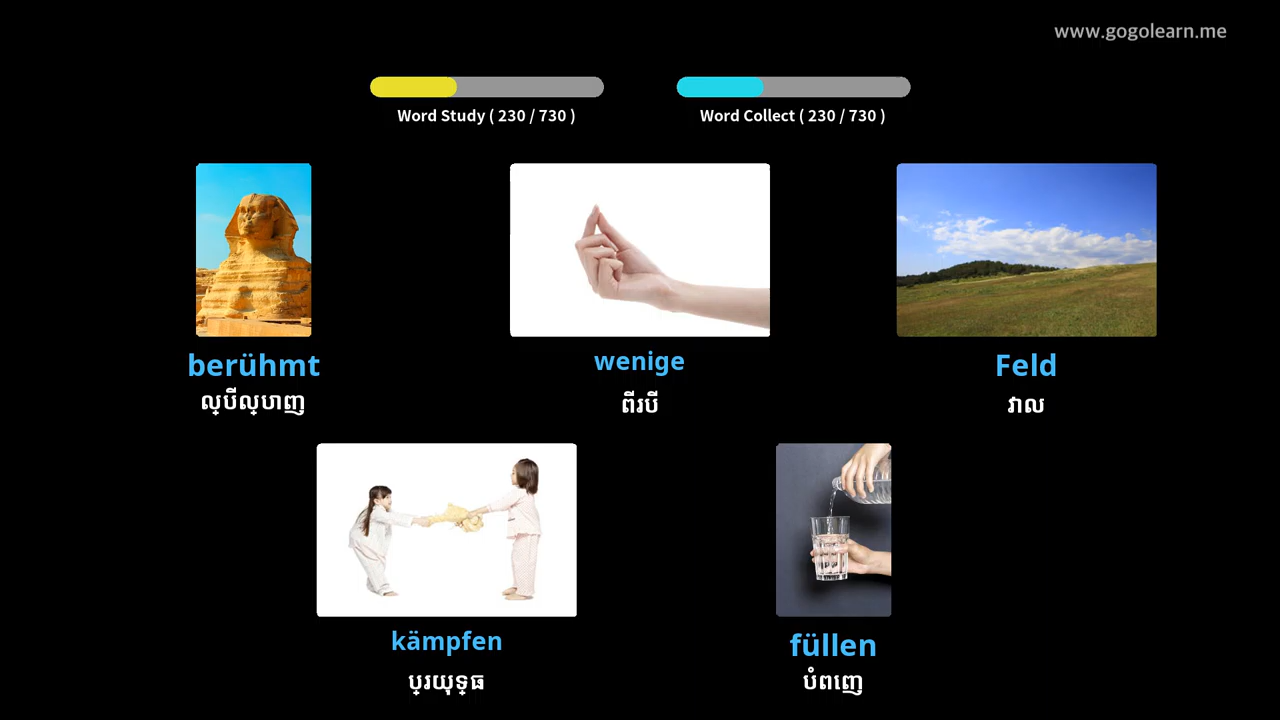 www.gogolearn.me
Word Study ( 230 / 730 )
Word Collect ( 230 / 730 )
berühmt
ល្បីល្បាញ
wenige
ពីរបី
Feld
វាល
kämpfen
ប្រយុទ្ធ
füllen
បំពេញ